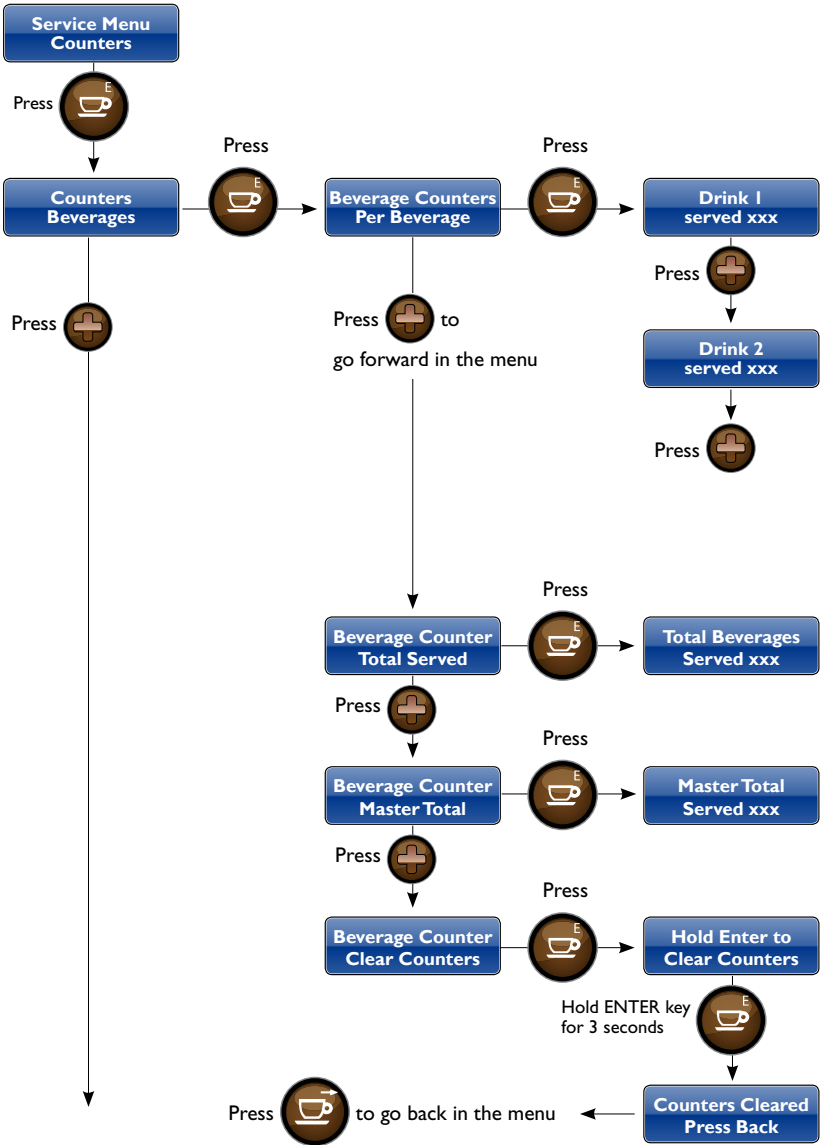 Service Menu
Counters
Press
E
Press
Press
Counters
Beverages
E
Beverage Counters
Per Beverage
E
Drink 1
served xxx
Press
Press
Press
to
go forward in the menu
Drink 2
served xxx
Press
Press
Beverage Counter
Total Served
E
Total Beverages
Served xxx
Press
Press
Beverage Counter
Master Total
E
Master Total
Served xxx
Press
Press
Beverage Counter
Clear Counters
E
Hold Enter to
Clear Counters
Hold ENTER key
for 3 seconds
E
Counters Cleared
Press Back
Press
to go back in the menu